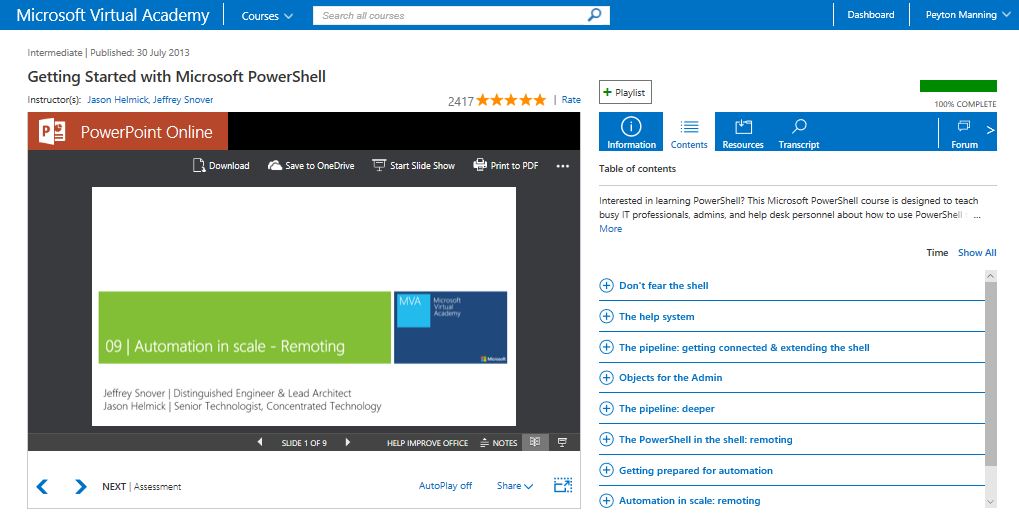 Microsoft Virtual Academy Courses Search all courses Dashboard Peyton Manning
Intermediate | Published: 30 July 2013
Getting Started with Microsoft PowerShell
Instructor(s): Jason Helmick, Jeffrey Snover
2417 | Rate
PowerPoint Online
Download Save to OneDrive Start Slide Show Print to PDF ...
MVA Microsoft
Virtual
Academy
09 | Automation in scale - Remoting
Microsoft
Jeffrey Snover | Distinguished Engineer & Lead Architect
Jason Helmick | Senior Technologist, Concentrated Technology
SLIDE 1 OF 9 HELP IMPROVE OFFICE NOTES
NEXT | Assessment AutoPlay off Share
+ Playlist
100% COMPLETE
Information Contents Resources Transcript Forum >
Table of contents
Interested in learning PowerShell? This Microsoft PowerShell course is designed to teach
busy IT professionals, admins, and help desk personnel about how to use PowerShell ...
More
Time Show All
Don't fear the shell
The help system
The pipeline: getting connected & extending the shell
Objects for the Admin
The pipeline: deeper
The PowerShell in the shell: remoting
Getting prepared for automation
Automation in scale: remoting